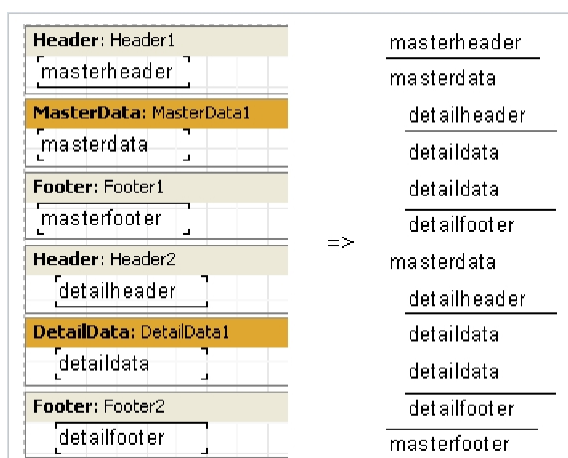 Header: Header1
masterheader
MasterData: MasterData1
masterdata
Footer: Footer1
masterfooter
Header: Header2
detailheader
DetailData: DetailData1
detaildata
Footer: Footer2
detailfooter
=>
masterheader
masterdata
detailheader
detaildata
detaildata
detailfooter
masterdata
detailheader
detaildata
detaildata
detailfooter
masterfooter